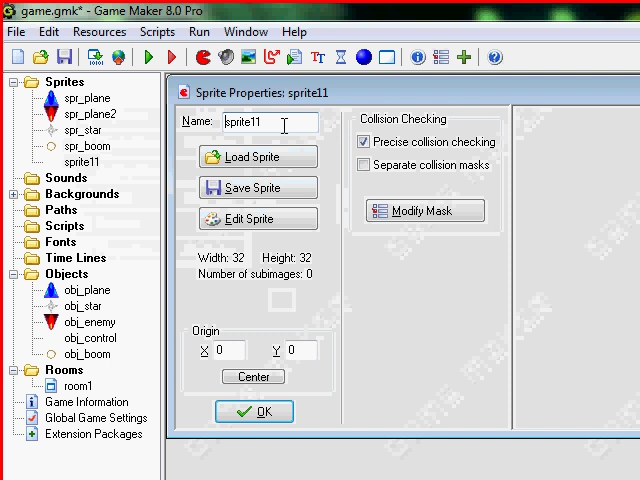 game.gmk* - Game Maker 8.0 Pro
File Edit Resources Scripts Run Window Help
Sprites
spr_plane
spr_plane2
spr_star
spr_boom
sprite11
Sounds
Backgrounds
Paths
Scripts
Fonts
Time Lines
Objects
obj_plane
obj_star
obj_enemy
obj_control
obj_boom
Rooms
room1
Game Information
Global Game Settings
Extension Packages
Sprite Properties: sprite11
Name: sprite11
Load Sprite
Save Sprite
Edit Sprite
Width: 32 Height: 32
Number of subimages: 0
Origin
X 0 Y 0
Center
OK
Collision Checking
Precise collision checking
Separate collision masks
Modify Mask